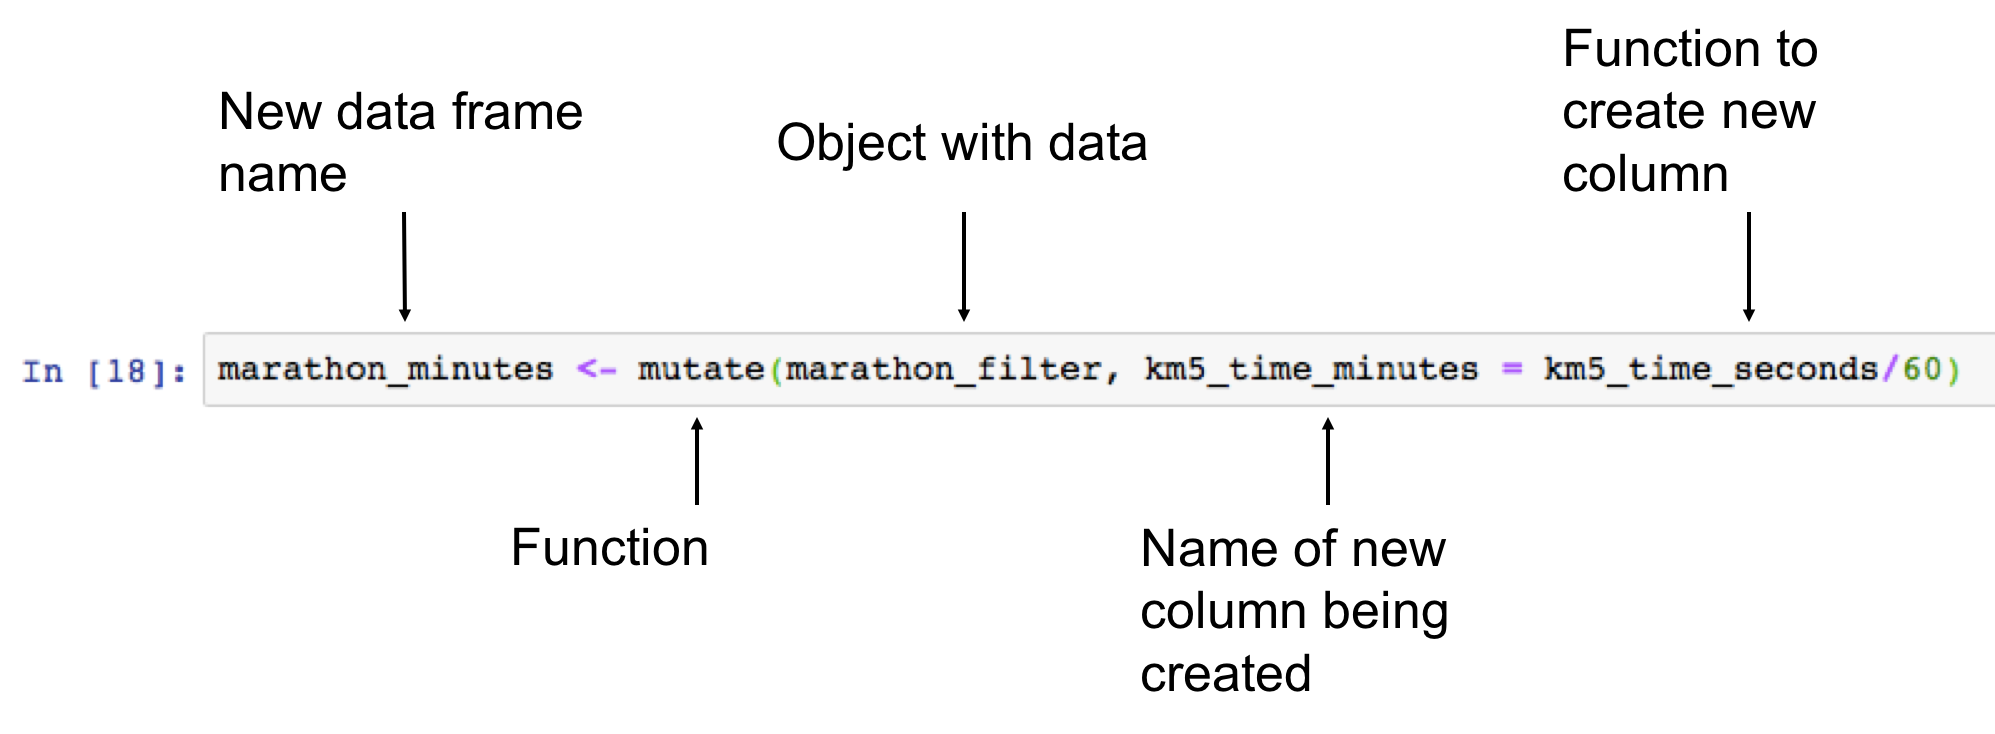 Function to
create new
column
New data frame
name
Object with data
In [18]: marathon_minutes <- mutate(marathon_filter, km5_time_minutes = km5_time_seconds/60)
Function
Name of new
column being
created